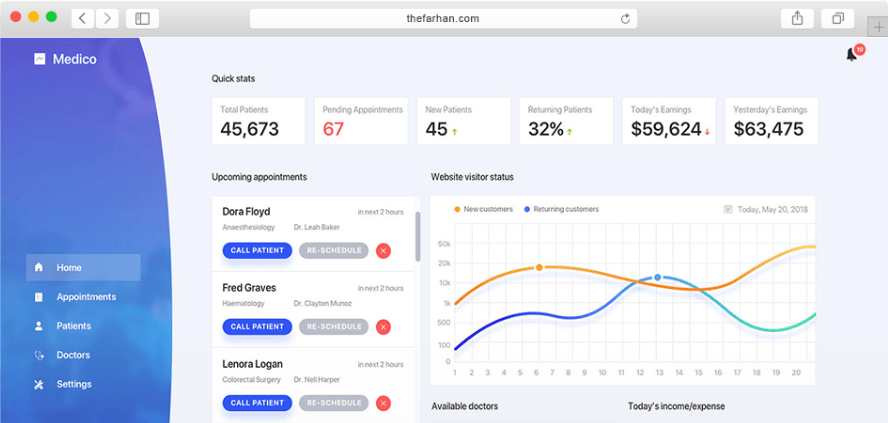 thefarhan.com
Medico
10
Quick stats
Total Patients
45,673
Pending Appointments
67
New Patients
45
Returning Patients
32%
Today's Earnings
$59,624
Yesterday's Earnings
$63,475
Upcoming appointments
Dora Floyd
in next 2 hours
Anaesthesiology Dr. Leah Baker
CALL PATIENT RE-SCHEDULE
Fred Graves
in next 2 hours
Haematology Dr. Clayton Munoz
CALL PATIENT RE-SCHEDULE
Lenora Logan
in next 2 hours
Colorectal Surgery Dr. Nell Harper
CALL PATIENT RE-SCHEDULE
Website visitor status
New customers Returning customers
Today, May 20, 2018
50k
20k
10k
1k
500
100
0
1 2 3 4 5 6 7 8 9 10 11 12 13 14 15 16 17 18 19 20
Available doctors
Today's income/expense
Home
Appointments
Patients
Doctors
Settings